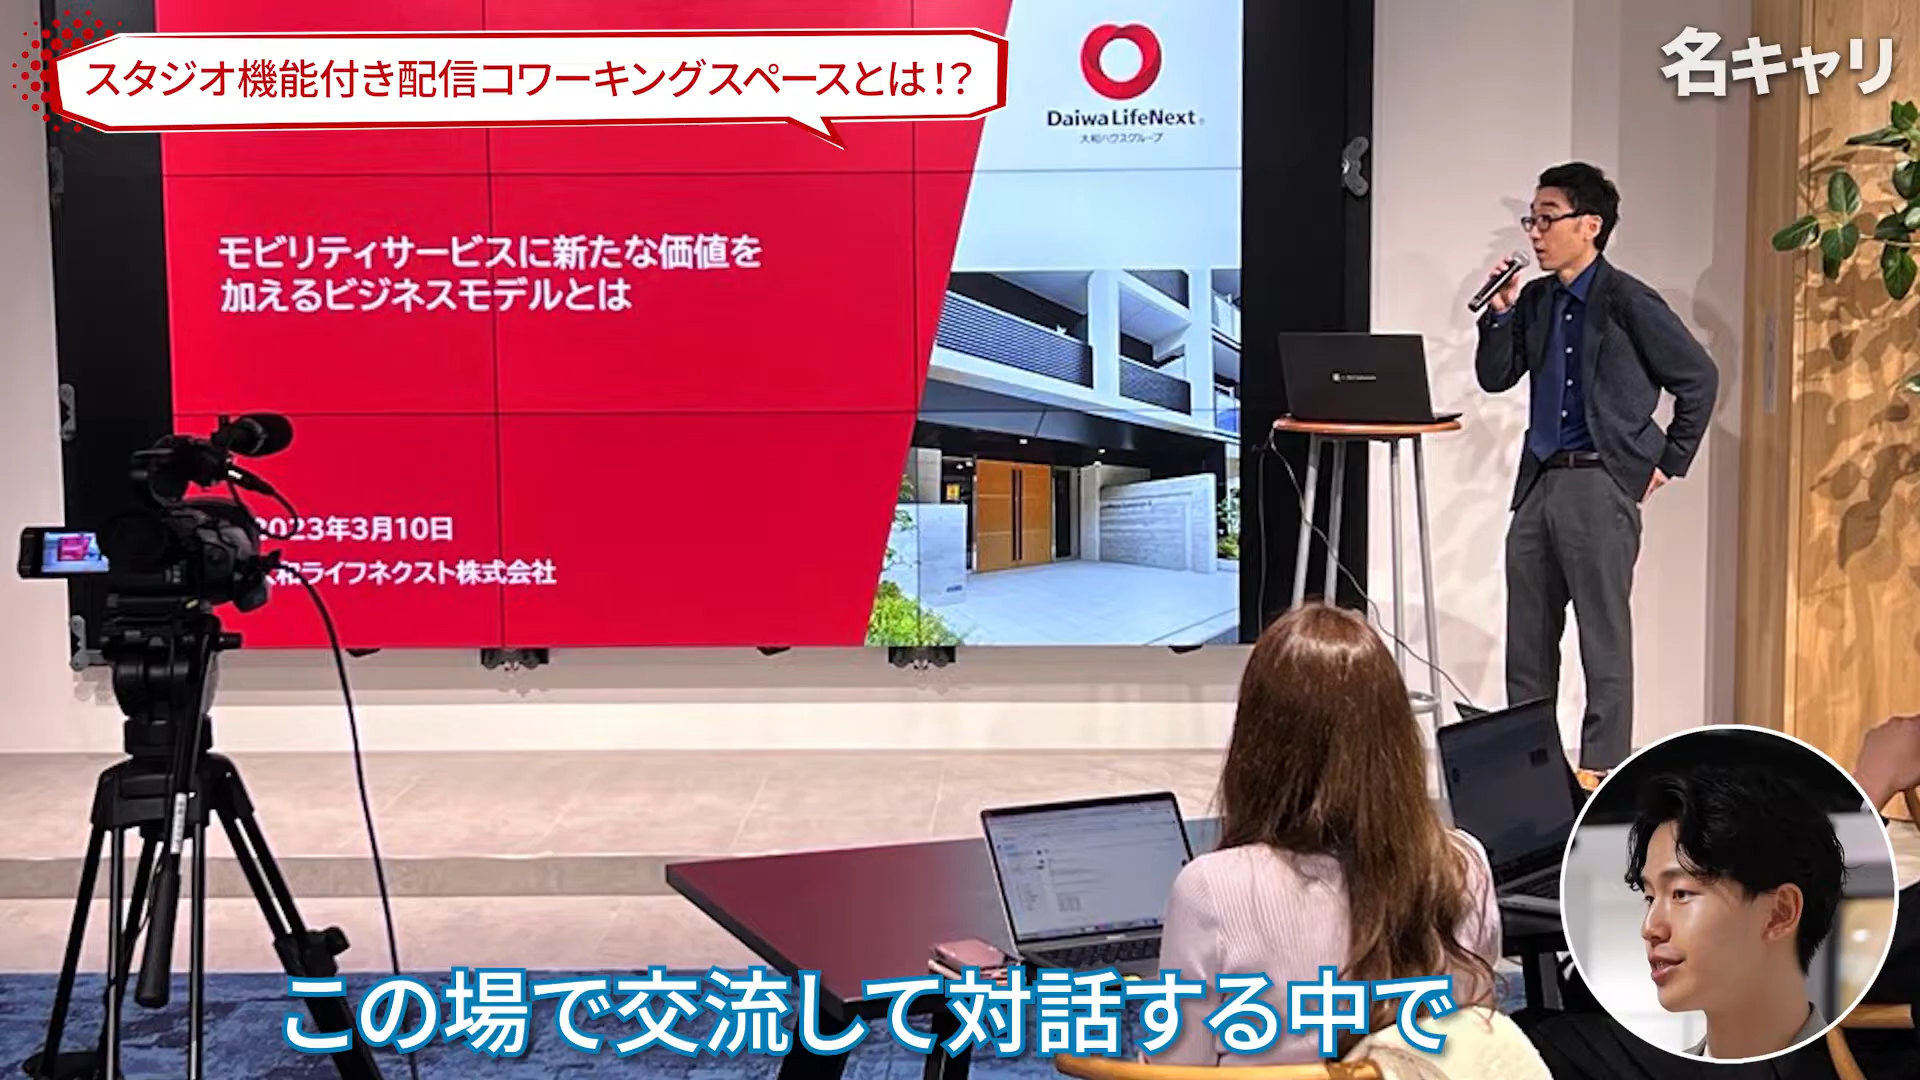 スタジオ機能付き配信コワーキングスペースとは！？
名キャリ
Daiwa LifeNext
大和ハウスグループ
モビリティサービスに新たな価値を
加えるビジネスモデルとは
2023年3月10日
大和ライフネクスト株式会社
この場で交流して対話する中で